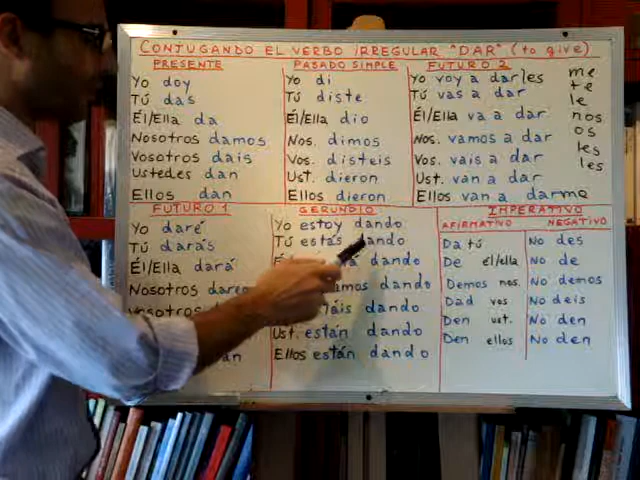 CONJUGANDO EL VERBO IRREGULAR "DAR" (to give)
PRESENTE
Yo doy
Tú das
Él/Ella da
Nosotros damos
Vosotros dais
Ustedes dan
Ellos dan
PASADO SIMPLE
Yo di
Tú diste
Él/Ella dio
Nos. dimos
Vos. disteis
Ust. dieron
Ellos dieron
FUTURO 2
Yo voy a darles
Tú vas a dar
Él/Ella va a dar
Nos. vamos a dar
Vos. vais a dar
Ust. van a dar
Ellos van a darme
me
te
le
nos
os
les
les
FUTURO 1
Yo daré
Tú darás
Él/Ella dará
Nosotros
Vosotros
GERUNDIO
Yo estoy dando
Tú estás dando
dando
dando
dando
Ust. están dando
Ellos están dando
IMPERATIVO
AFIRMATIVO NEGATIVO
Da tú No des
De él/ella No de
Demos nos. No demos
Dad vos No deis
Den ust. No den
Den ellos No den